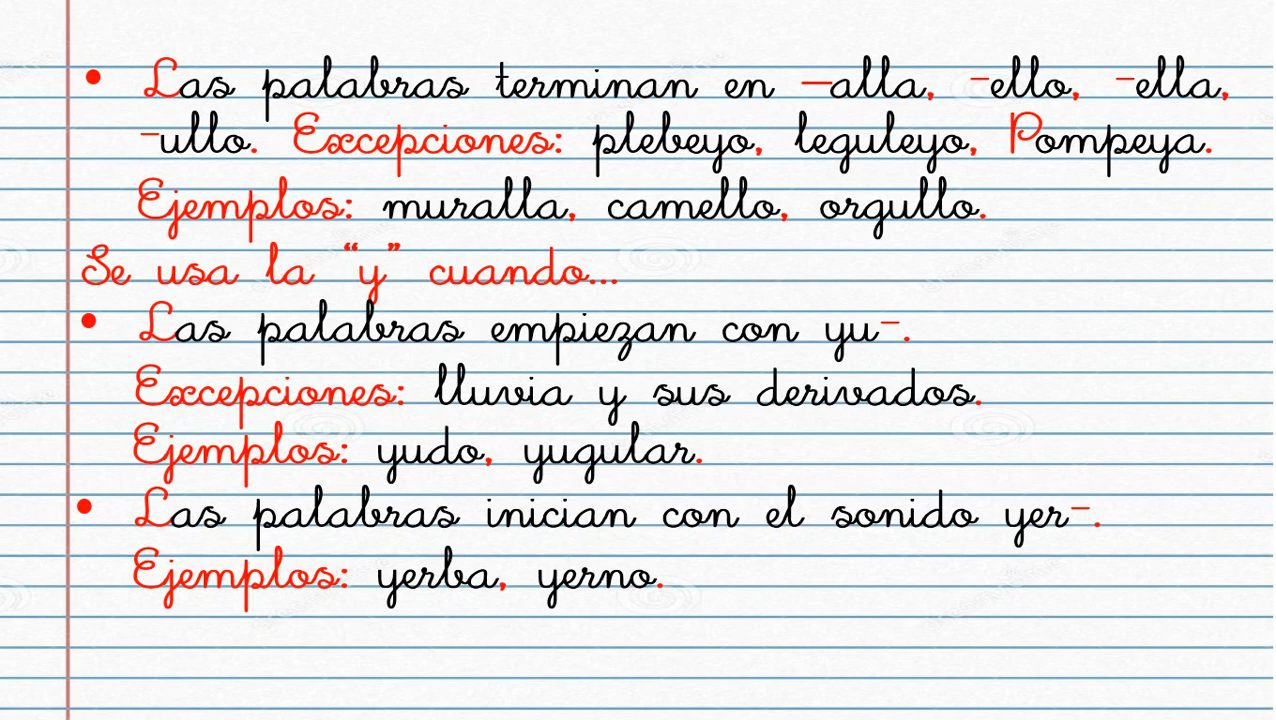 • Las palabras terminan en –alla, -ello, -ella,
-ullo. Excepciones: plebeyo, leguleyo, Pompeya.
Ejemplos: muralla, camello, orgullo.
Se usa la “y” cuando...
• Las palabras empiezan con yu-.
Excepciones: lluvia y sus derivados.
Ejemplos: yudo, yugular.
• Las palabras inician con el sonido yer-.
Ejemplos: yerba, yerno.